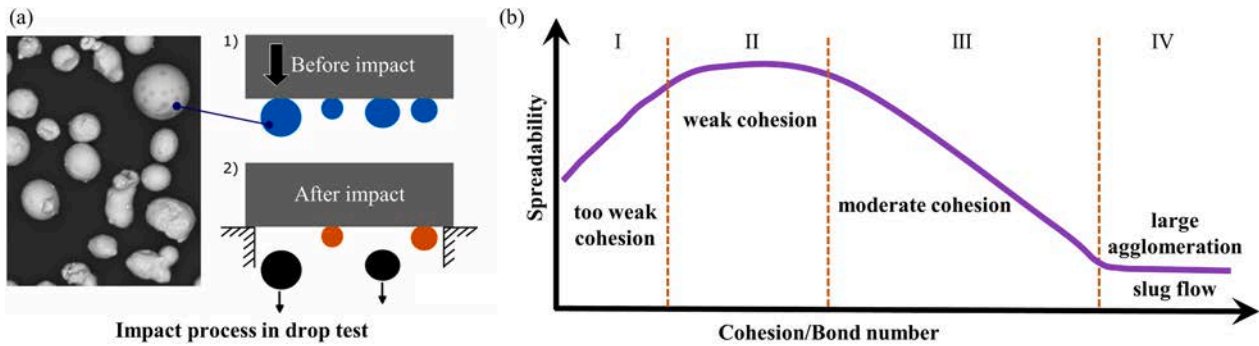 (a)
1)
Before impact
2)
After impact
Impact process in drop test
(b)
I
II
III
IV
Spreadability
too weak
cohesion
weak cohesion
moderate cohesion
large
agglomeration
slug flow
Cohesion/Bond number